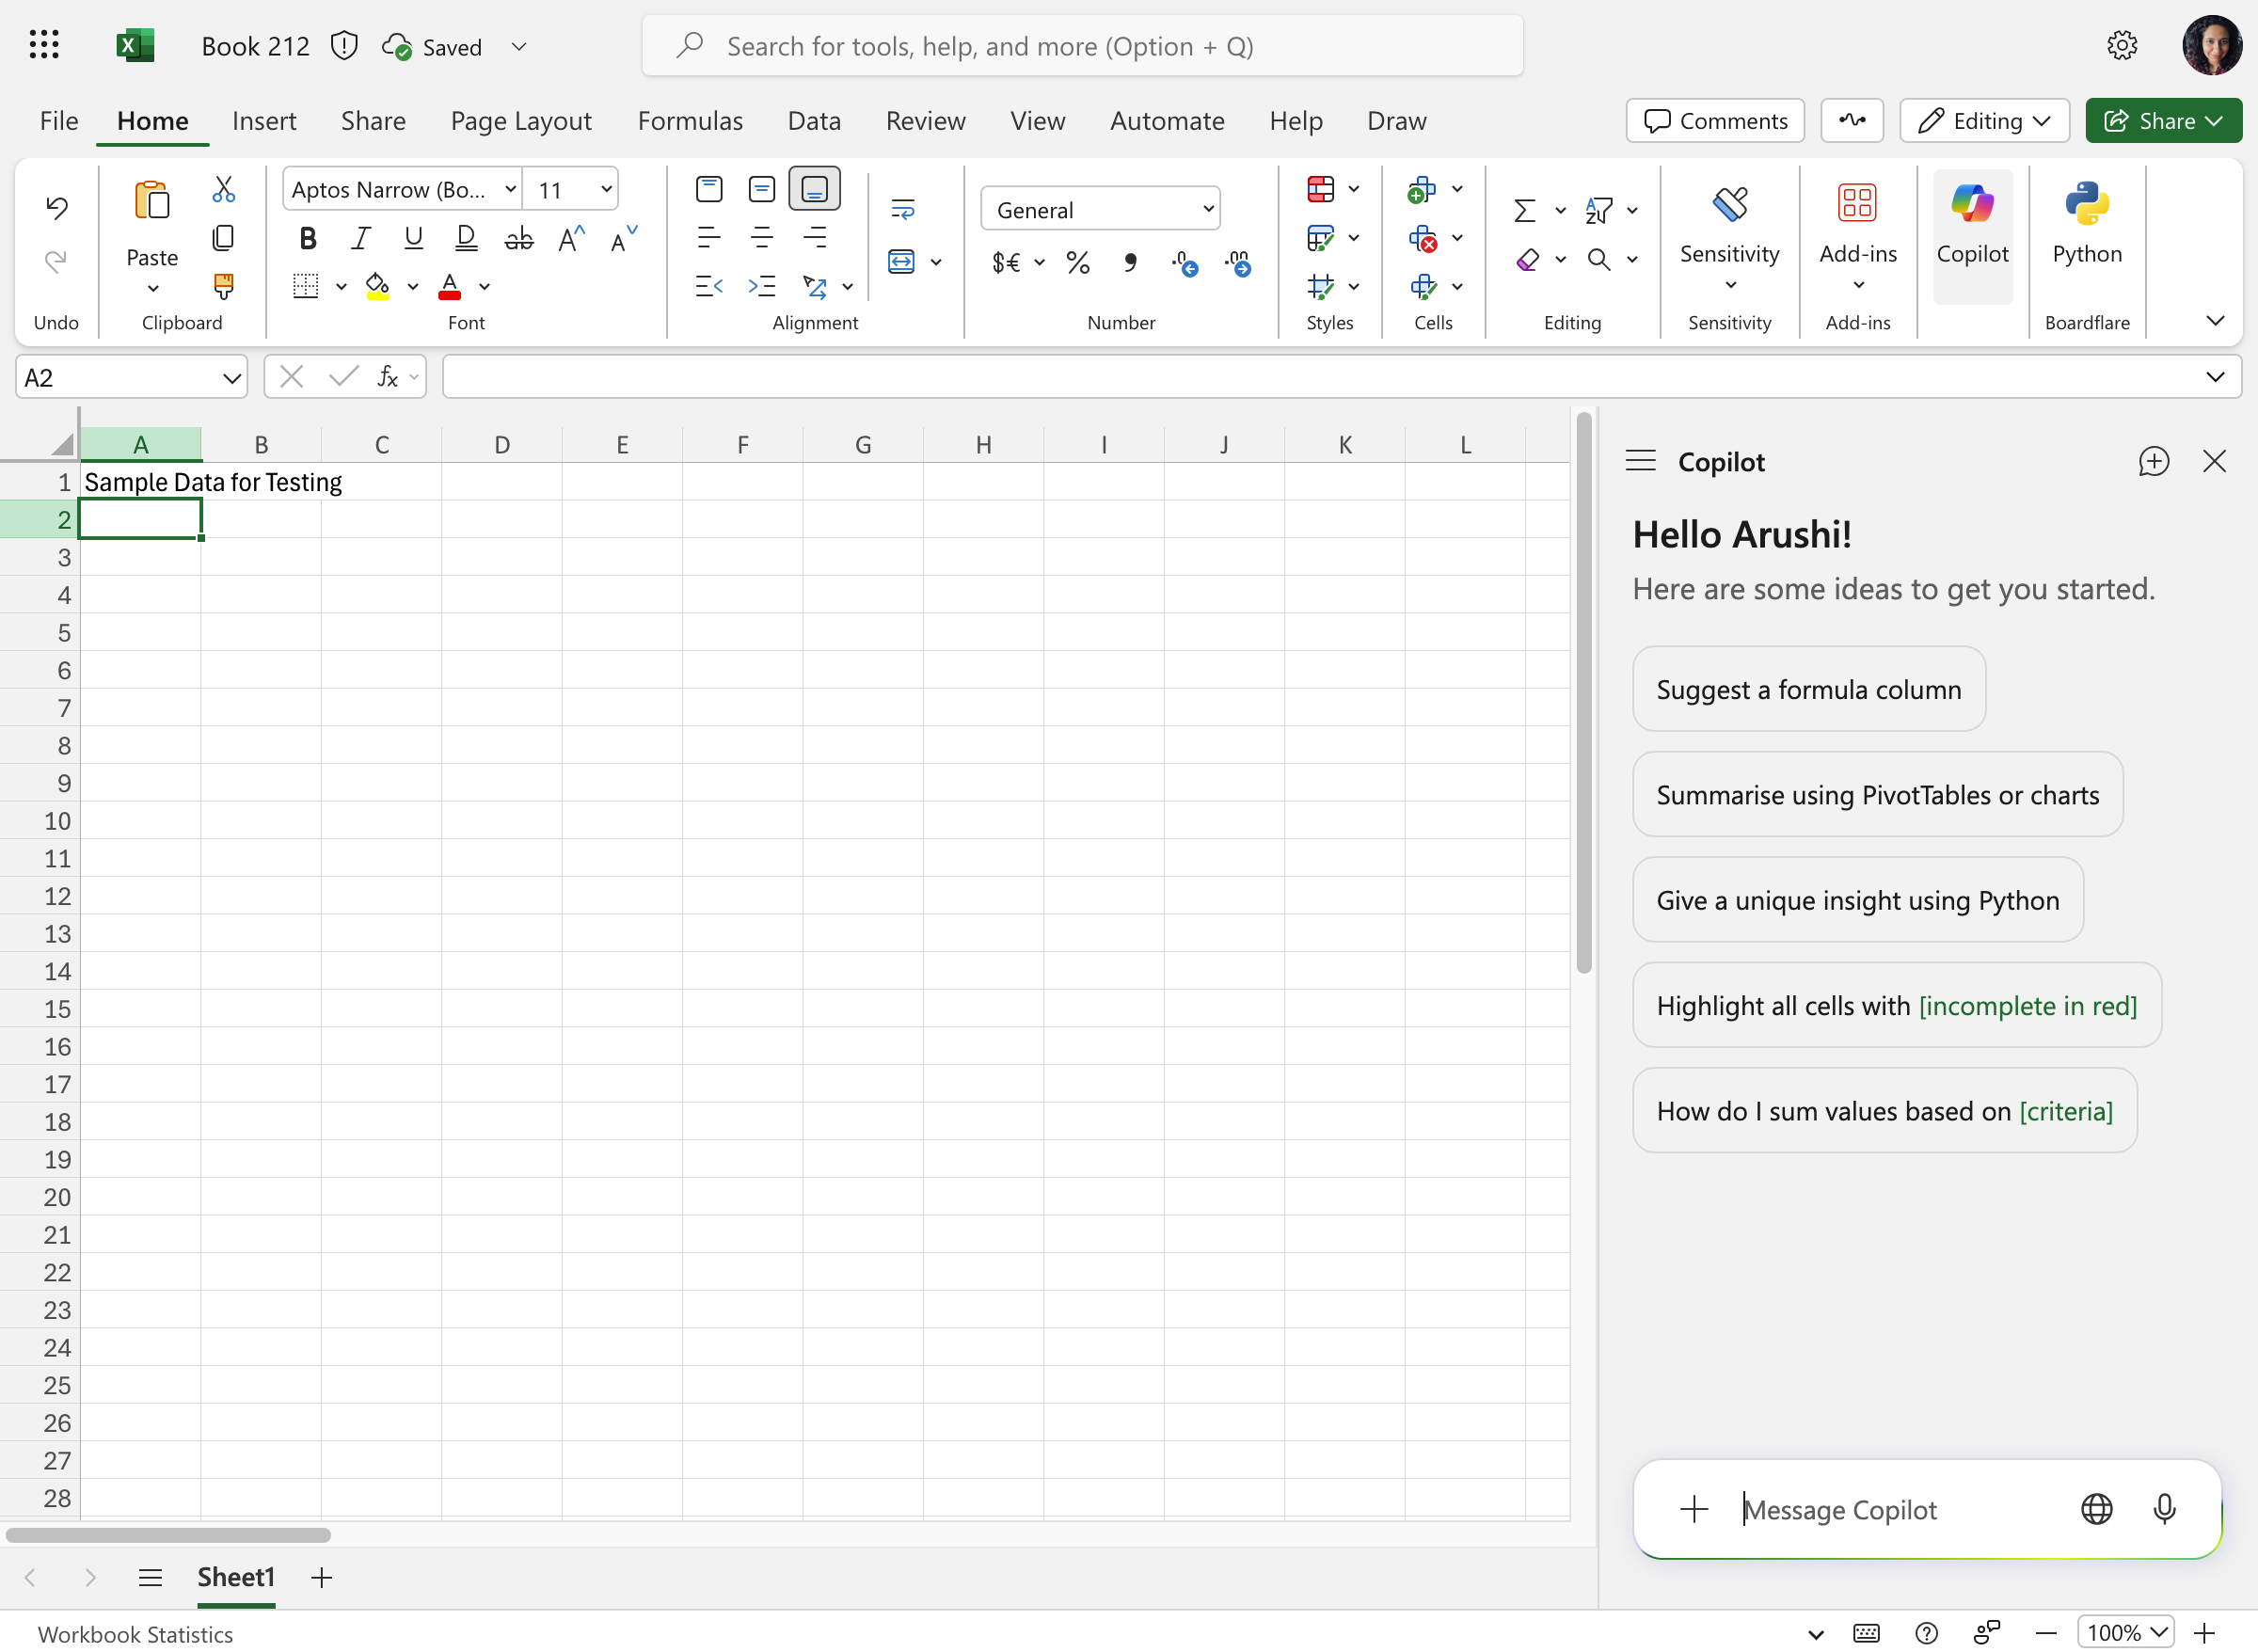 Book 212 Saved Search for tools, help, and more (Option + Q)
File Home Insert Share Page Layout Formulas Data Review View Automate Help Draw Comments Editing Share
Aptos Narrow (Bo... 11
General
Paste Sensitivity Add-ins Copilot Python
Undo Clipboard Font Alignment Number Styles Cells Editing Sensitivity Add-ins Boardflare
A2 fx
A B C D E F G H I J K L
1 Sample Data for Testing
2
3
4
5
6
7
8
9
10
11
12
13
14
15
16
17
18
19
20
21
22
23
24
25
26
27
28
Copilot
Hello Arushi!
Here are some ideas to get you started.
Suggest a formula column
Summarise using PivotTables or charts
Give a unique insight using Python
Highlight all cells with [incomplete in red]
How do I sum values based on [criteria]
Message Copilot
Sheet1
Workbook Statistics 100%